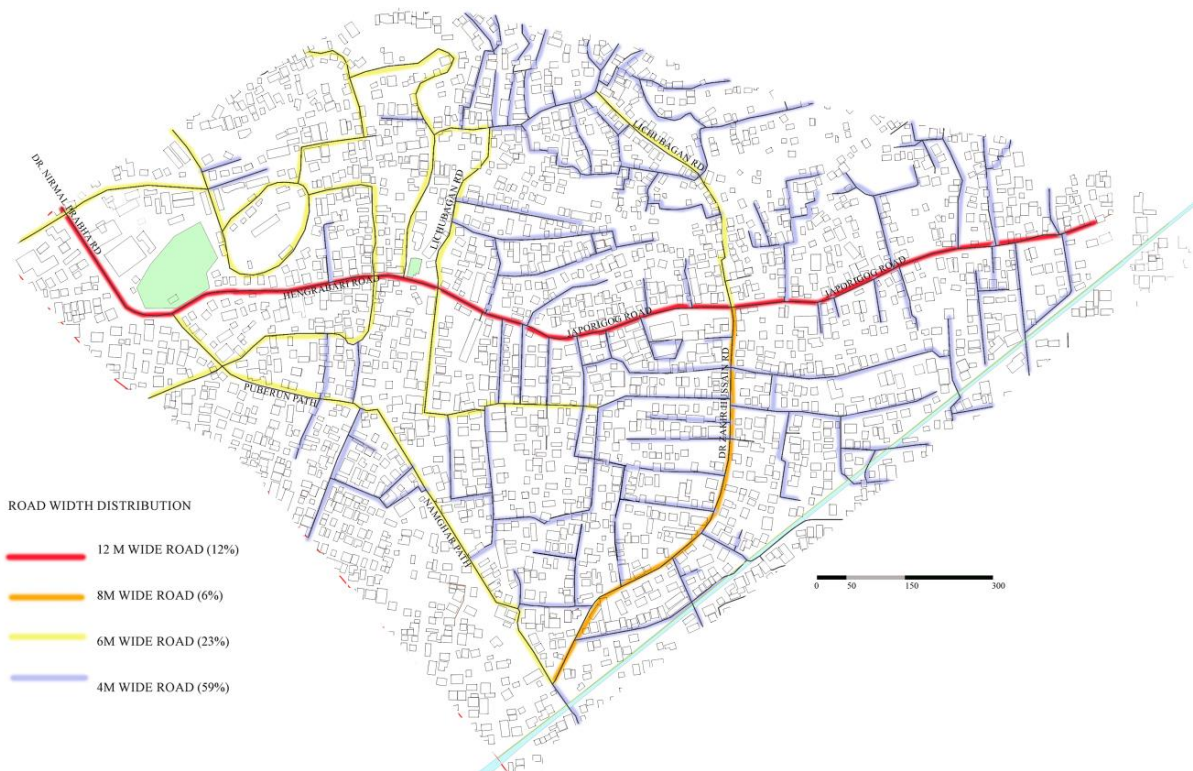 DR. NIRMAL PRABHA RD
LICHUBAGAN RD
LICHUBAGAN RD
HENGRABARI ROAD
JAPORIGOG ROAD
JAPORIGOG ROAD
PUBERUN PATH
DR ZAKIR HUSSAIN RD
NAMGHAR PATH
ROAD WIDTH DISTRIBUTION
12 M WIDE ROAD (12%)
8M WIDE ROAD (6%)
6M WIDE ROAD (23%)
4M WIDE ROAD (59%)
0 50 150 300